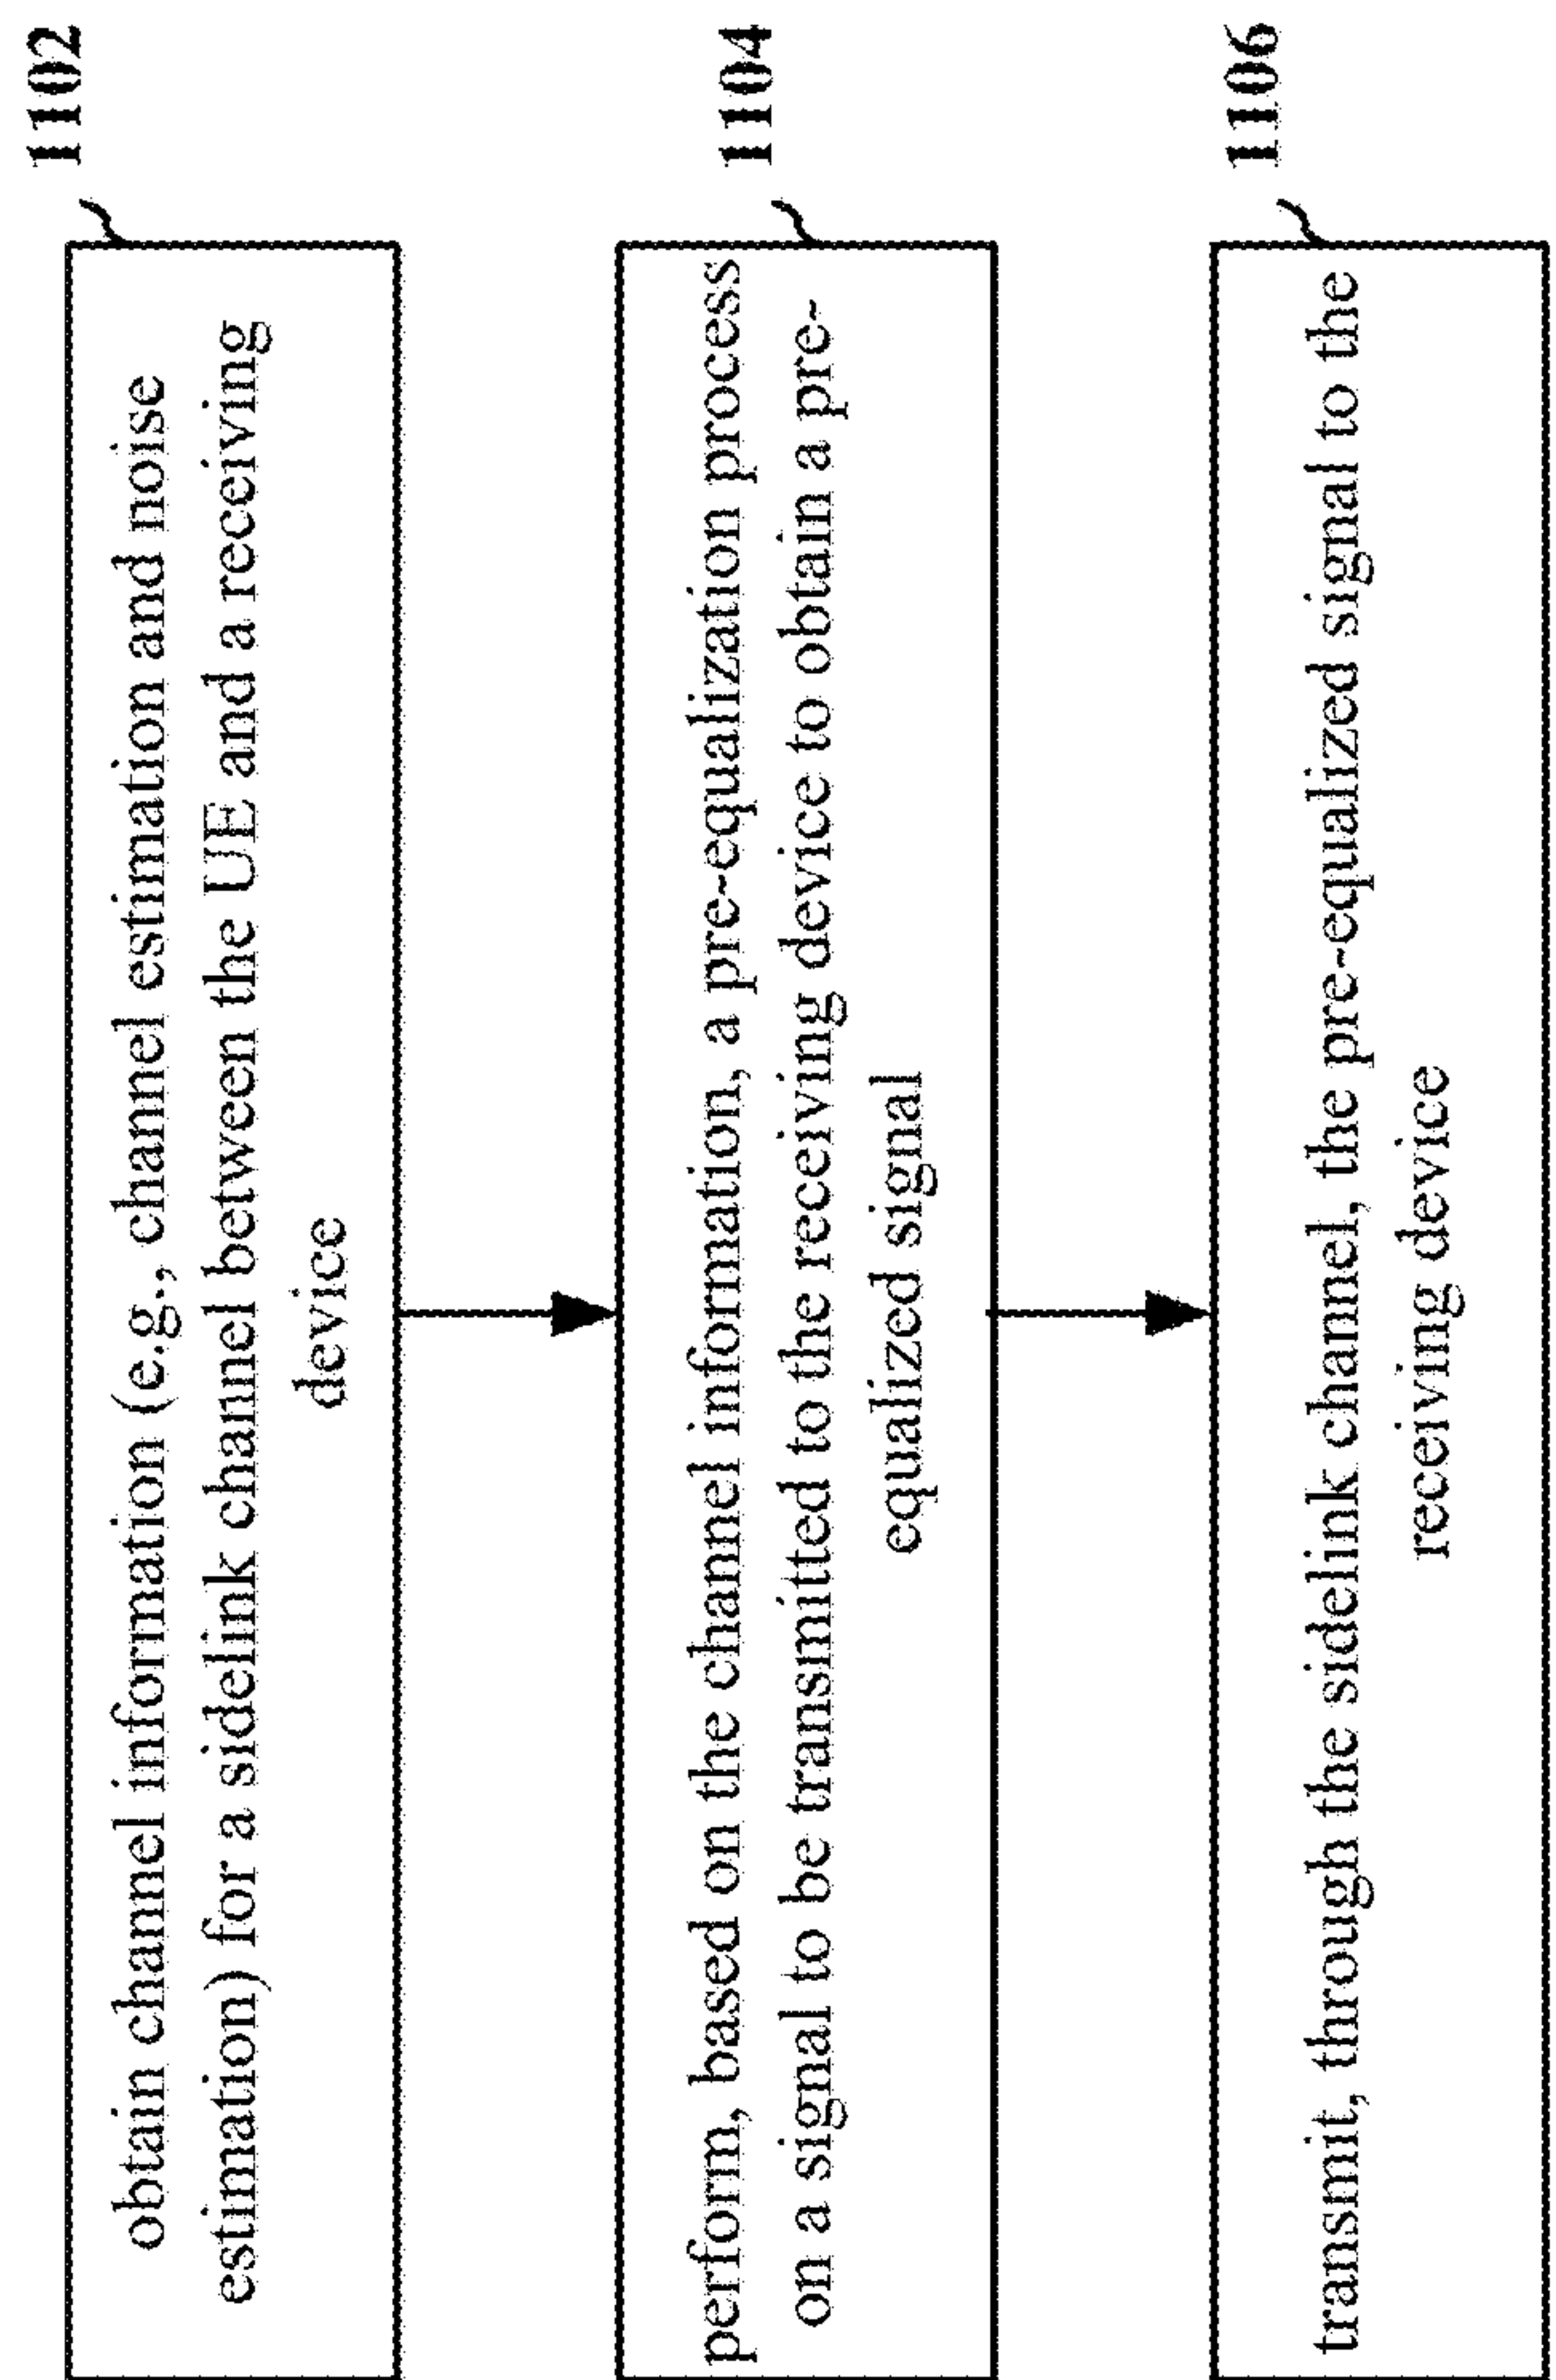 1102
obtain channel information (e.g., channel estimation and noise
estimation) for a sidelink channel between the UE and a receiving
device
1104
perform, based on the channel information, a pre-equalization process
on a signal to be transmitted to the receiving device to obtain a pre-
equalized signal
1106
transmit, through the sidelink channel, the pre-equalized signal to the
receiving device